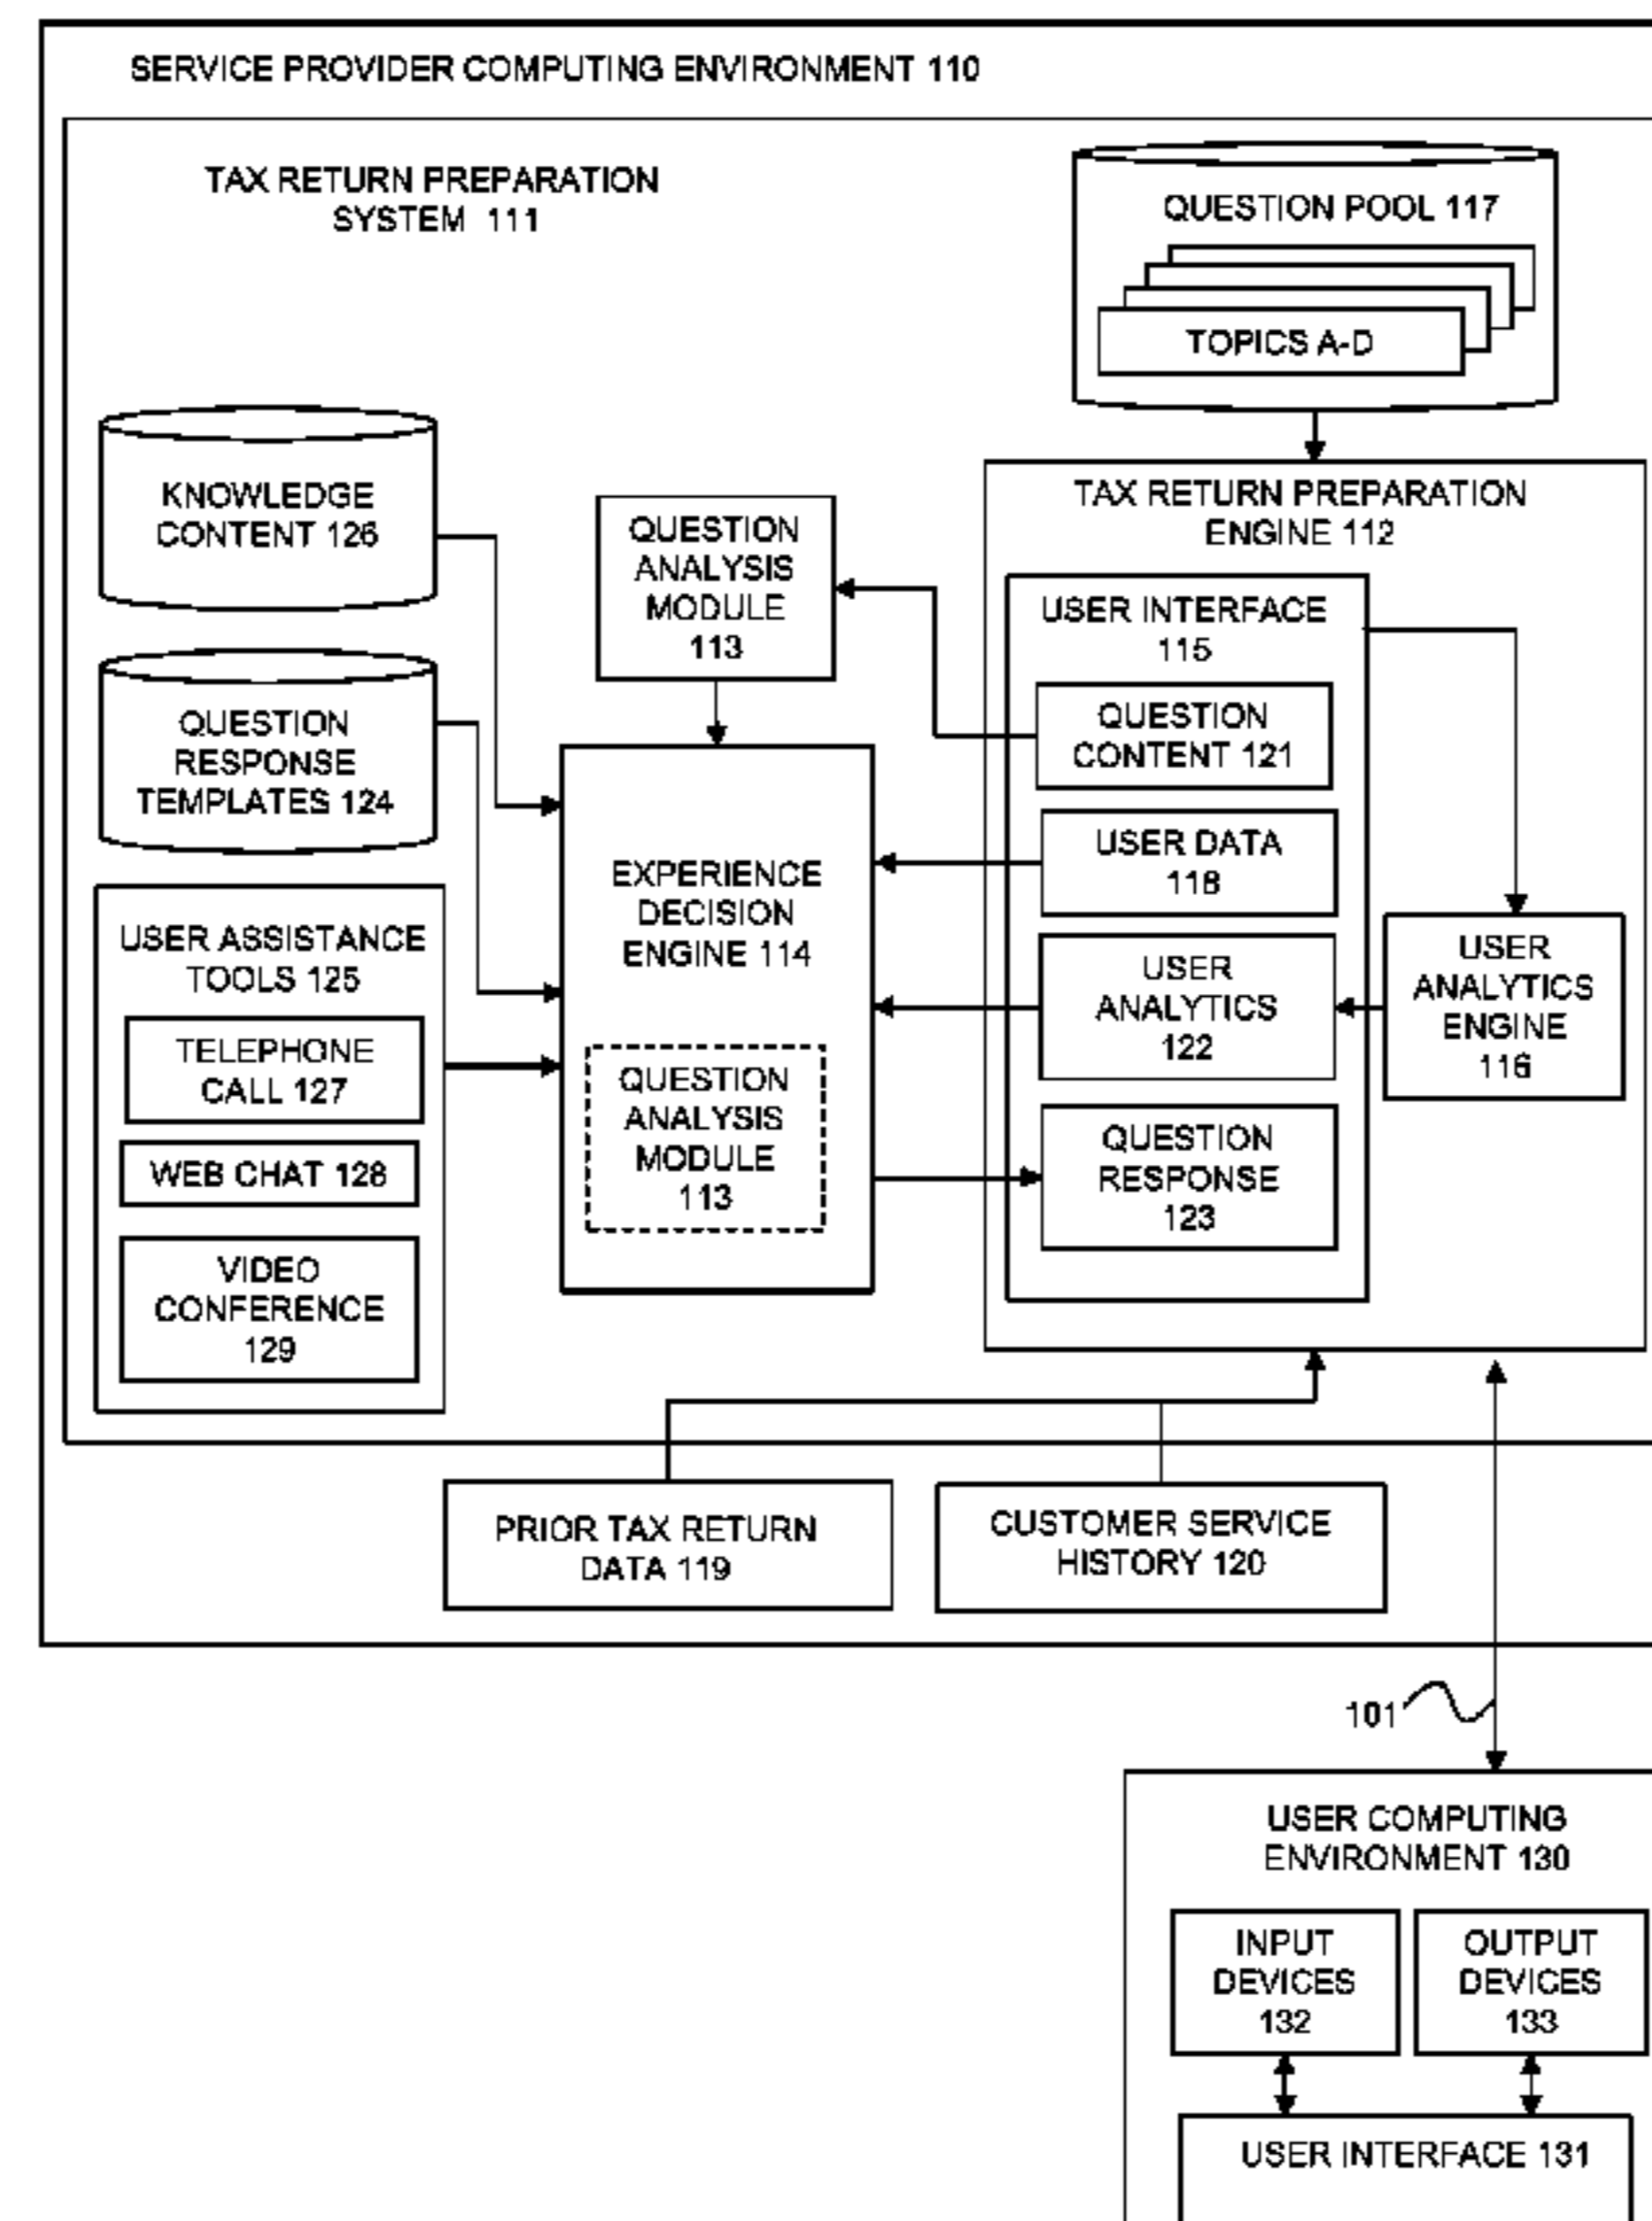 SERVICE PROVIDER COMPUTING ENVIRONMENT 110
TAX RETURN PREPARATION
SYSTEM 111
QUESTION POOL 117
TOPICS A-D
KNOWLEDGE
CONTENT 126
QUESTION
ANALYSIS
MODULE
113
TAX RETURN PREPARATION
ENGINE 112
USER INTERFACE
115
QUESTION
CONTENT 121
QUESTION
RESPONSE
TEMPLATES 124
USER DATA
118
EXPERIENCE
DECISION
ENGINE 114
USER ASSISTANCE
TOOLS 125
USER
ANALYTICS
122
USER
ANALYTICS
ENGINE
116
TELEPHONE
CALL 127
QUESTION
ANALYSIS
MODULE
113
WEB CHAT 128
QUESTION
RESPONSE
123
VIDEO
CONFERENCE
129
PRIOR TAX RETURN
DATA 119
CUSTOMER SERVICE
HISTORY 120
101
USER COMPUTING
ENVIRONMENT 130
INPUT
DEVICES
132
OUTPUT
DEVICES
133
USER INTERFACE 131